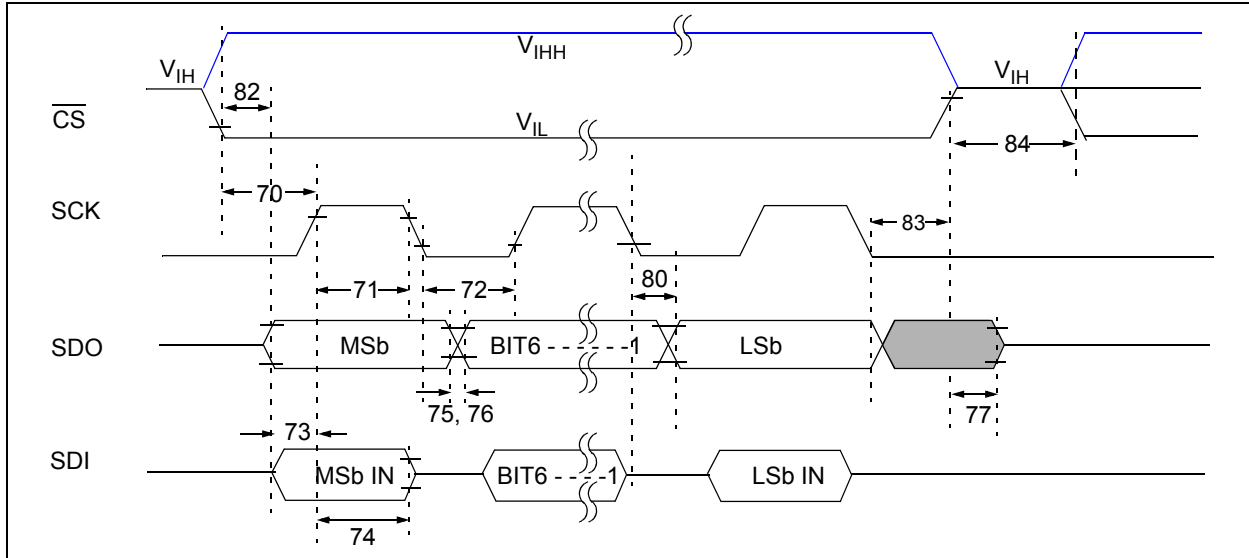 VIHH
VIH
VIH
82
CS
VIL
84
70
SCK
83
71
72
80
SDO
MSb
BIT6 - - - - - -1
LSb
75, 76
77
73
SDI
MSb IN
BIT6 - - - -1
LSb IN
74